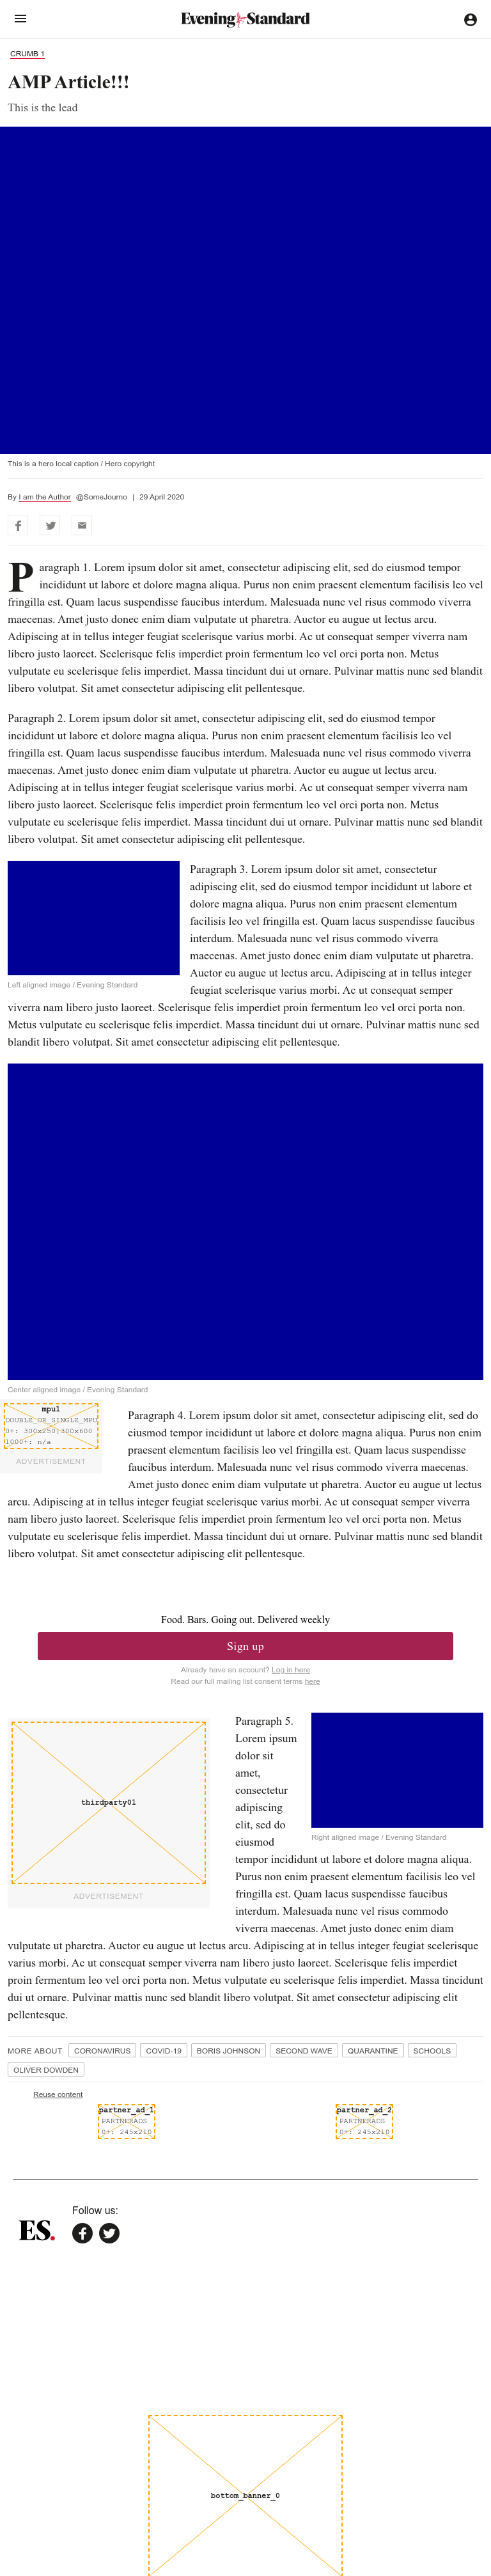 Evening Standard
CRUMB 1
AMP Article!!!
This is the lead
This is a hero local caption / Hero copyright
By I am the Author @SomeJourno | 29 April 2020
Paragraph 1. Lorem ipsum dolor sit amet, consectetur adipiscing elit, sed do eiusmod tempor
incididunt ut labore et dolore magna aliqua. Purus non enim praesent elementum facilisis leo vel
fringilla est. Quam lacus suspendisse faucibus interdum. Malesuada nunc vel risus commodo viverra
maecenas. Amet justo donec enim diam vulputate ut pharetra. Auctor eu augue ut lectus arcu.
Adipiscing at in tellus integer feugiat scelerisque varius morbi. Ac ut consequat semper viverra nam
libero justo laoreet. Scelerisque felis imperdiet proin fermentum leo vel orci porta non. Metus
vulputate eu scelerisque felis imperdiet. Massa tincidunt dui ut ornare. Pulvinar mattis nunc sed blandit
libero volutpat. Sit amet consectetur adipiscing elit pellentesque.
Paragraph 2. Lorem ipsum dolor sit amet, consectetur adipiscing elit, sed do eiusmod tempor
incididunt ut labore et dolore magna aliqua. Purus non enim praesent elementum facilisis leo vel
fringilla est. Quam lacus suspendisse faucibus interdum. Malesuada nunc vel risus commodo viverra
maecenas. Amet justo donec enim diam vulputate ut pharetra. Auctor eu augue ut lectus arcu.
Adipiscing at in tellus integer feugiat scelerisque varius morbi. Ac ut consequat semper viverra nam
libero justo laoreet. Scelerisque felis imperdiet proin fermentum leo vel orci porta non. Metus
vulputate eu scelerisque felis imperdiet. Massa tincidunt dui ut ornare. Pulvinar mattis nunc sed blandit
libero volutpat. Sit amet consectetur adipiscing elit pellentesque.
Left aligned image / Evening Standard
Paragraph 3. Lorem ipsum dolor sit amet, consectetur
adipiscing elit, sed do eiusmod tempor incididunt ut labore et
dolore magna aliqua. Purus non enim praesent elementum
facilisis leo vel fringilla est. Quam lacus suspendisse faucibus
interdum. Malesuada nunc vel risus commodo viverra
maecenas. Amet justo donec enim diam vulputate ut pharetra.
Auctor eu augue ut lectus arcu. Adipiscing at in tellus integer
feugiat scelerisque varius morbi. Ac ut consequat semper
viverra nam libero justo laoreet. Scelerisque felis imperdiet proin fermentum leo vel orci porta non.
Metus vulputate eu scelerisque felis imperdiet. Massa tincidunt dui ut ornare. Pulvinar mattis nunc sed
blandit libero volutpat. Sit amet consectetur adipiscing elit pellentesque.
Center aligned image / Evening Standard
mpu1
DOUBLE_OR_SINGLE_MPU
0+: 300x250|300x600
1000+: n/a
ADVERTISEMENT
Paragraph 4. Lorem ipsum dolor sit amet, consectetur adipiscing elit, sed do
eiusmod tempor incididunt ut labore et dolore magna aliqua. Purus non enim
praesent elementum facilisis leo vel fringilla est. Quam lacus suspendisse
faucibus interdum. Malesuada nunc vel risus commodo viverra maecenas.
Amet justo donec enim diam vulputate ut pharetra. Auctor eu augue ut lectus
arcu. Adipiscing at in tellus integer feugiat scelerisque varius morbi. Ac ut consequat semper viverra
nam libero justo laoreet. Scelerisque felis imperdiet proin fermentum leo vel orci porta non. Metus
vulputate eu scelerisque felis imperdiet. Massa tincidunt dui ut ornare. Pulvinar mattis nunc sed blandit
libero volutpat. Sit amet consectetur adipiscing elit pellentesque.
Food. Bars. Going out. Delivered weekly
Sign up
Already have an account? Log in here
Read our full mailing list consent terms here
thirdparty01
ADVERTISEMENT
Right aligned image / Evening Standard
Paragraph 5.
Lorem ipsum
dolor sit
amet,
consectetur
adipiscing
elit, sed do
eiusmod
tempor incididunt ut labore et dolore magna aliqua.
Purus non enim praesent elementum facilisis leo vel
fringilla est. Quam lacus suspendisse faucibus
interdum. Malesuada nunc vel risus commodo
viverra maecenas. Amet justo donec enim diam
vulputate ut pharetra. Auctor eu augue ut lectus arcu. Adipiscing at in tellus integer feugiat scelerisque
varius morbi. Ac ut consequat semper viverra nam libero justo laoreet. Scelerisque felis imperdiet
proin fermentum leo vel orci porta non. Metus vulputate eu scelerisque felis imperdiet. Massa tincidunt
dui ut ornare. Pulvinar mattis nunc sed blandit libero volutpat. Sit amet consectetur adipiscing elit
pellentesque.
MORE ABOUT CORONAVIRUS COVID-19 BORIS JOHNSON SECOND WAVE QUARANTINE SCHOOLS
OLIVER DOWDEN
Reuse content
partner_ad_1
PARTNERADS
0+: 245x210
partner_ad_2
PARTNERADS
0+: 245x210
ES.
Follow us:
bottom_banner_0